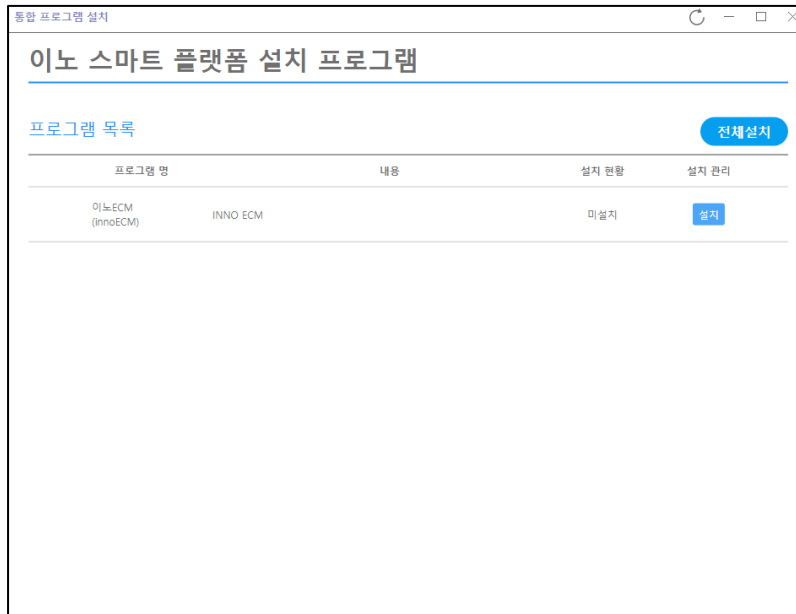 통합 프로그램 설치
이노 스마트 플랫폼 설치 프로그램
프로그램 목록
전체설치
프로그램 명 내용 설치 현황 설치 관리
이노ECM
(innoECM)
INNO ECM 미설치 설치